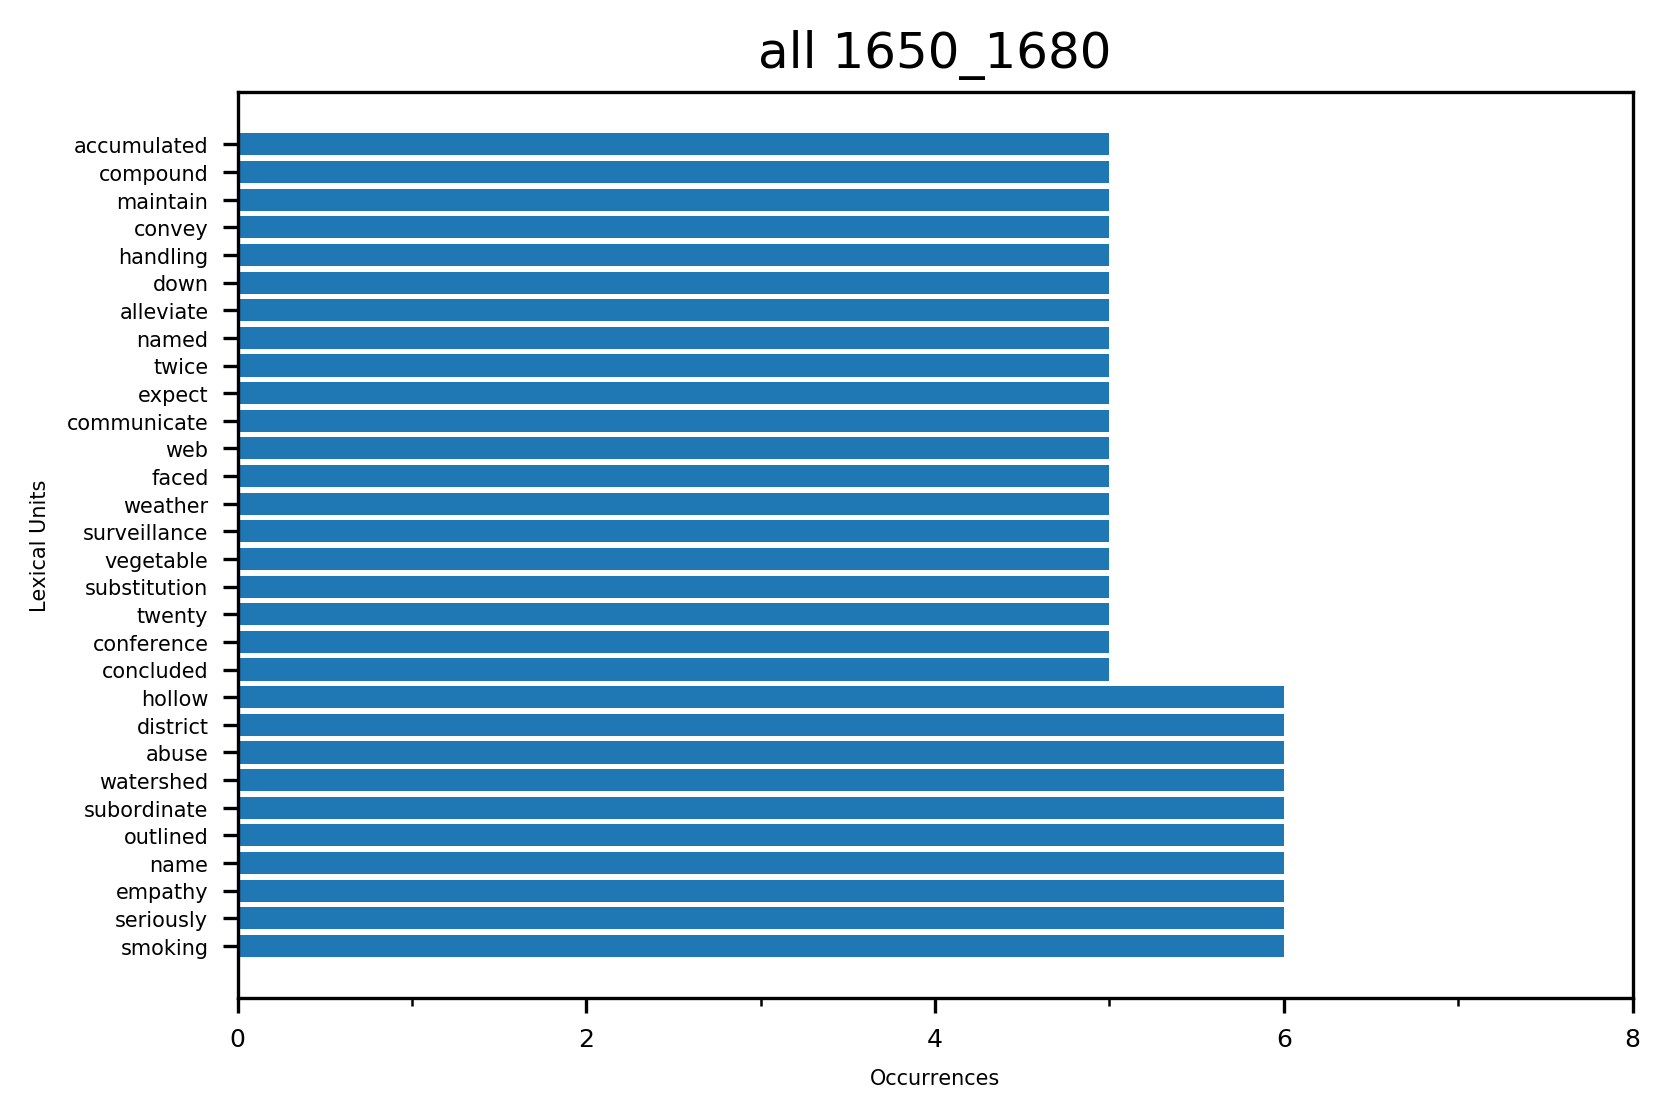 all 1650_1680
accumulated
compound
maintain
convey
handling
down
alleviate
named
twice
expect
communicate
web
faced
weather
surveillance
vegetable
substitution
twenty
conference
concluded
hollow
district
abuse
watershed
subordinate
outlined
name
empathy
seriously
smoking
Lexical Units
0 2 4 6 8
Occurrences